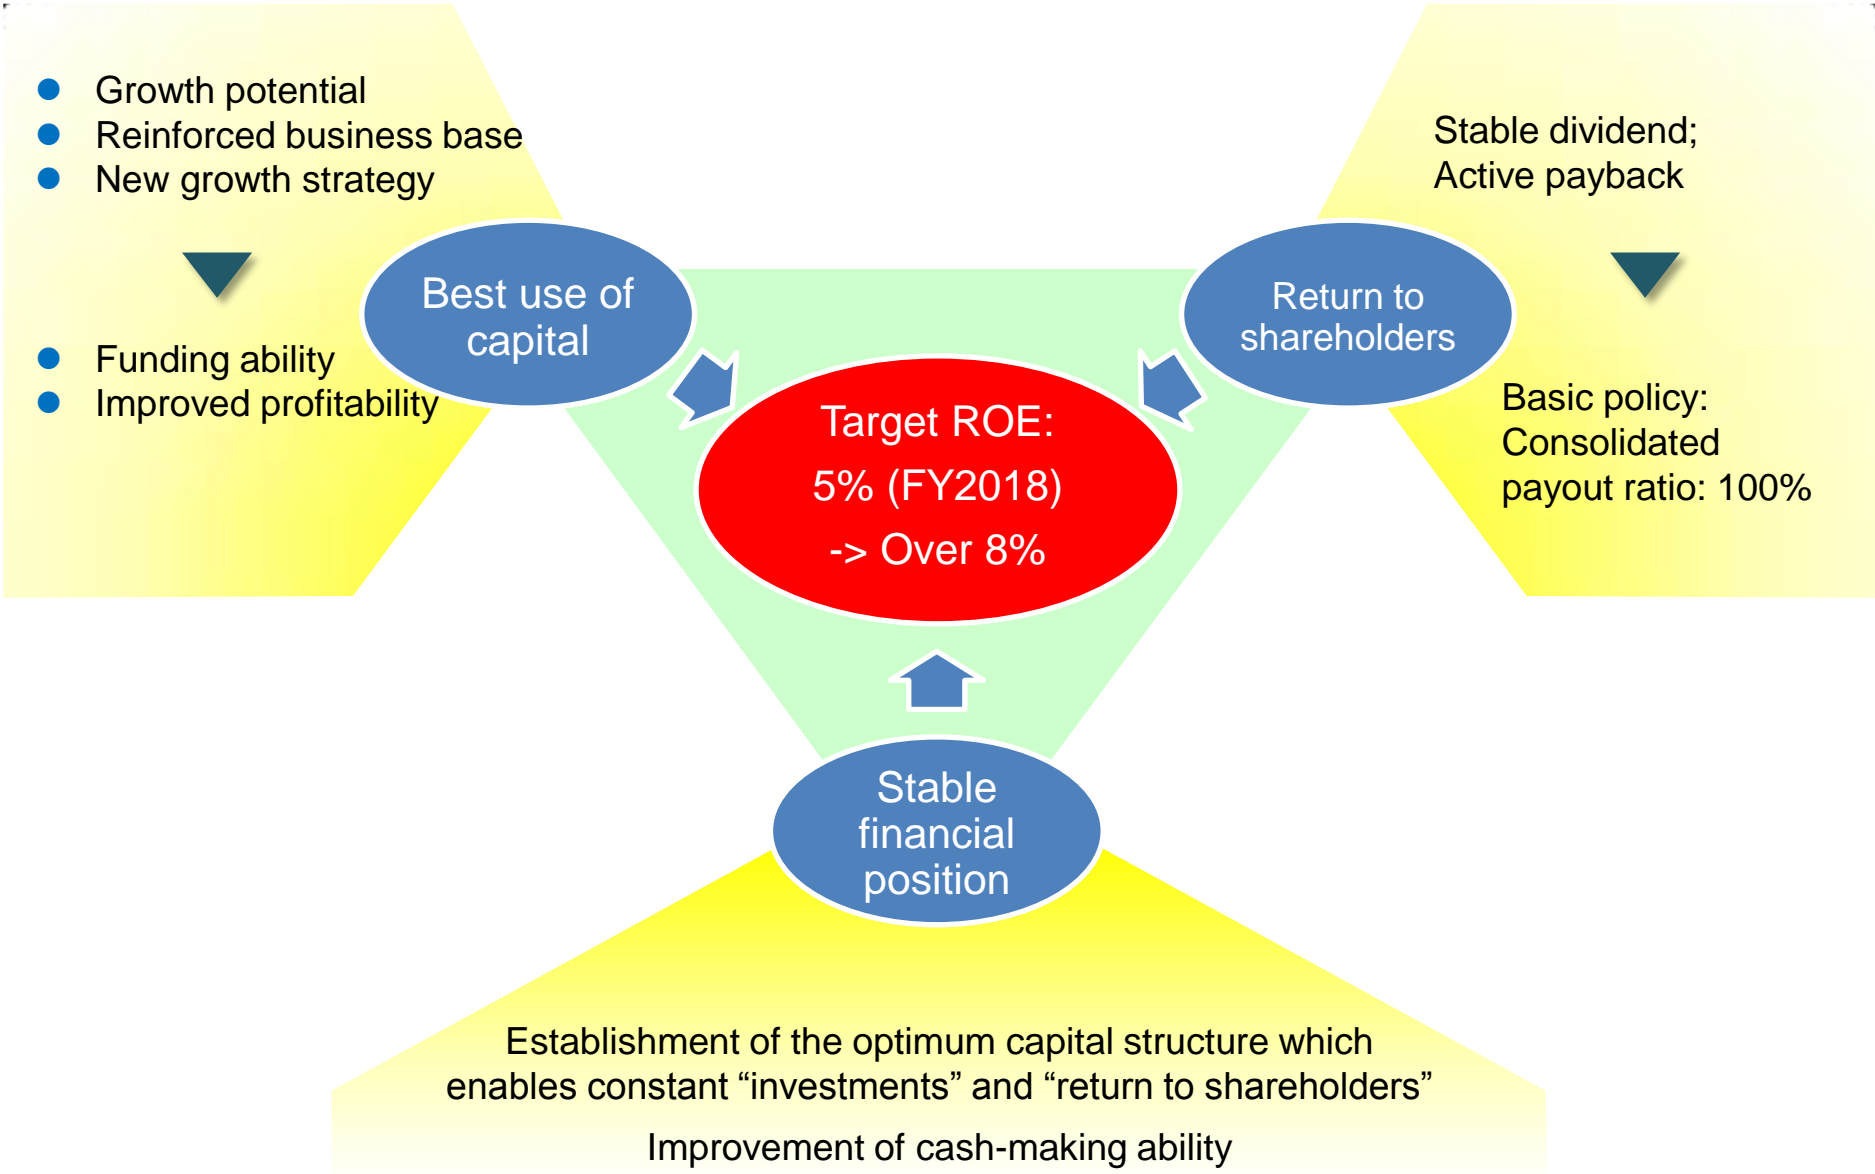 Growth potential
Reinforced business base
New growth strategy
Funding ability
Improved profitability
Best use of
capital
Stable dividend;
Active payback
Return to
shareholders
Basic policy:
Consolidated
payout ratio: 100%
Target ROE:
5% (FY2018)
-> Over 8%
Stable
financial
position
Establishment of the optimum capital structure which
enables constant “investments” and “return to shareholders”
Improvement of cash-making ability